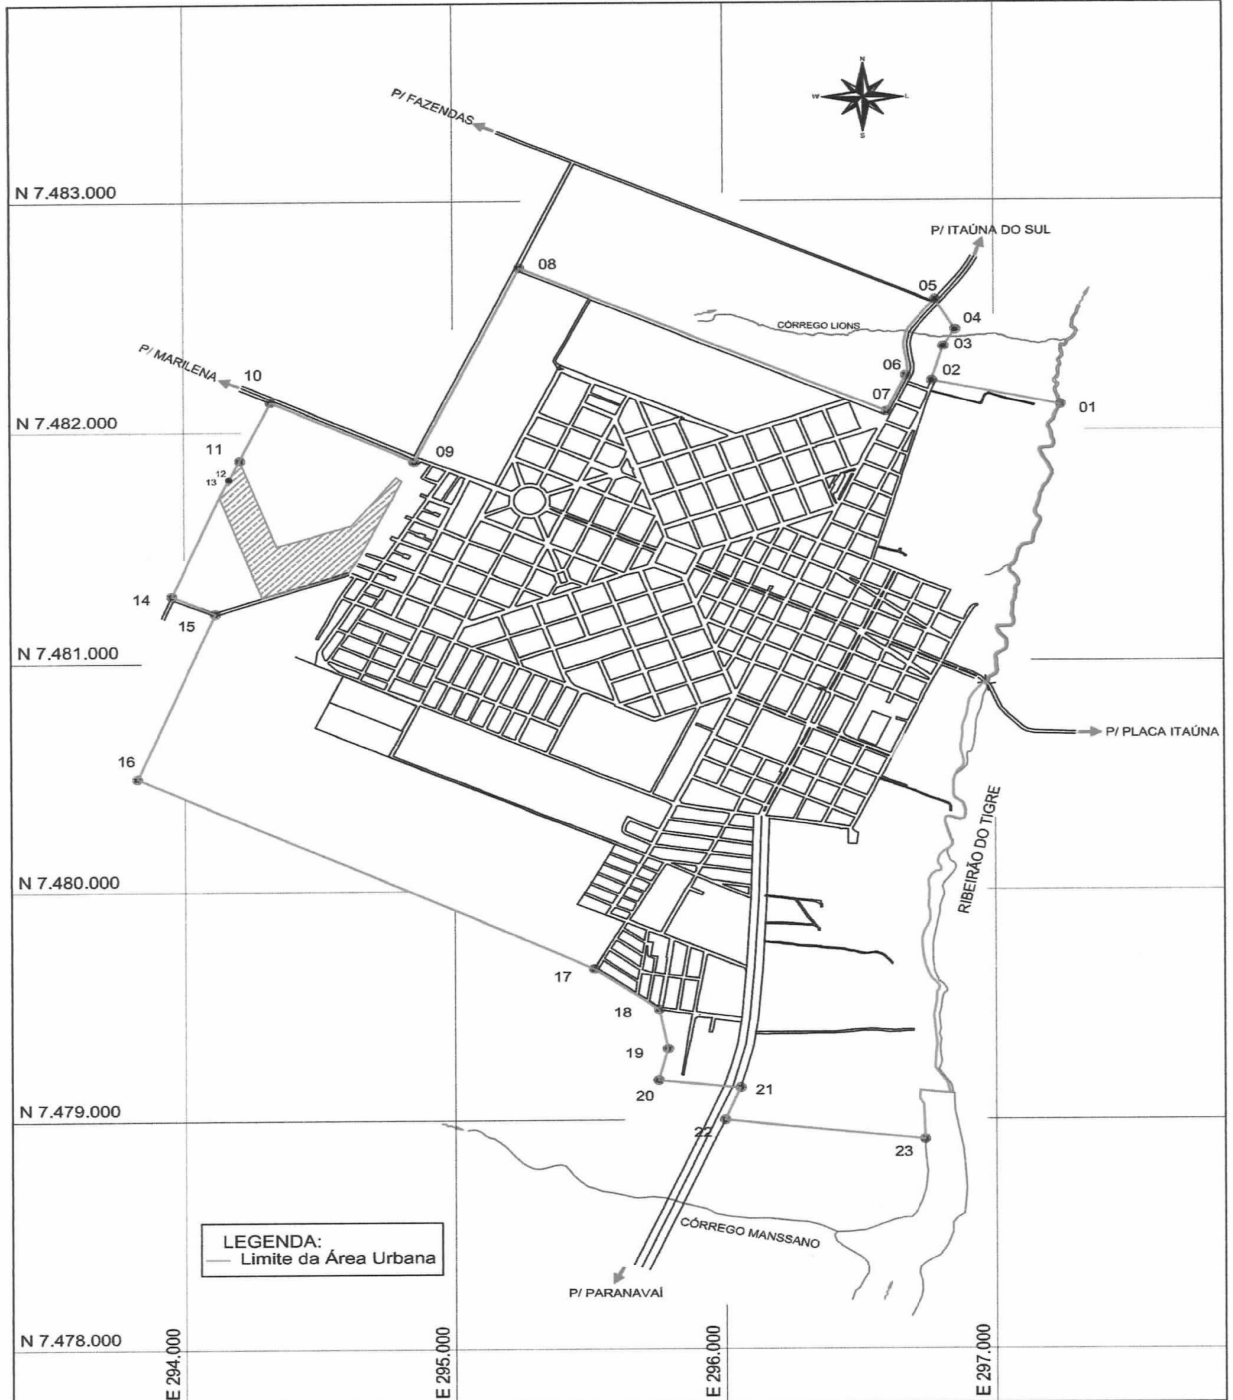 N
W
L
S
P/ FAZENDAS
N 7.483.000
P/ ITAÚNA DO SUL
08
05
04
CÓRREGO LIONS
03
P/ MARILENA
10
06
02
07
01
N 7.482.000
11
09
12
13
14
15
N 7.481.000
P/ PLACA ITAÚNA
16
RIBEIRÃO DO TIGRE
N 7.480.000
17
18
19
20
21
N 7.479.000
22
23
CÓRREGO MANSSANO
LEGENDA:
Limite da Área Urbana
P/ PARANAVAÍ
N 7.478.000
E 294.000
E 295.000
E 296.000
E 297.000